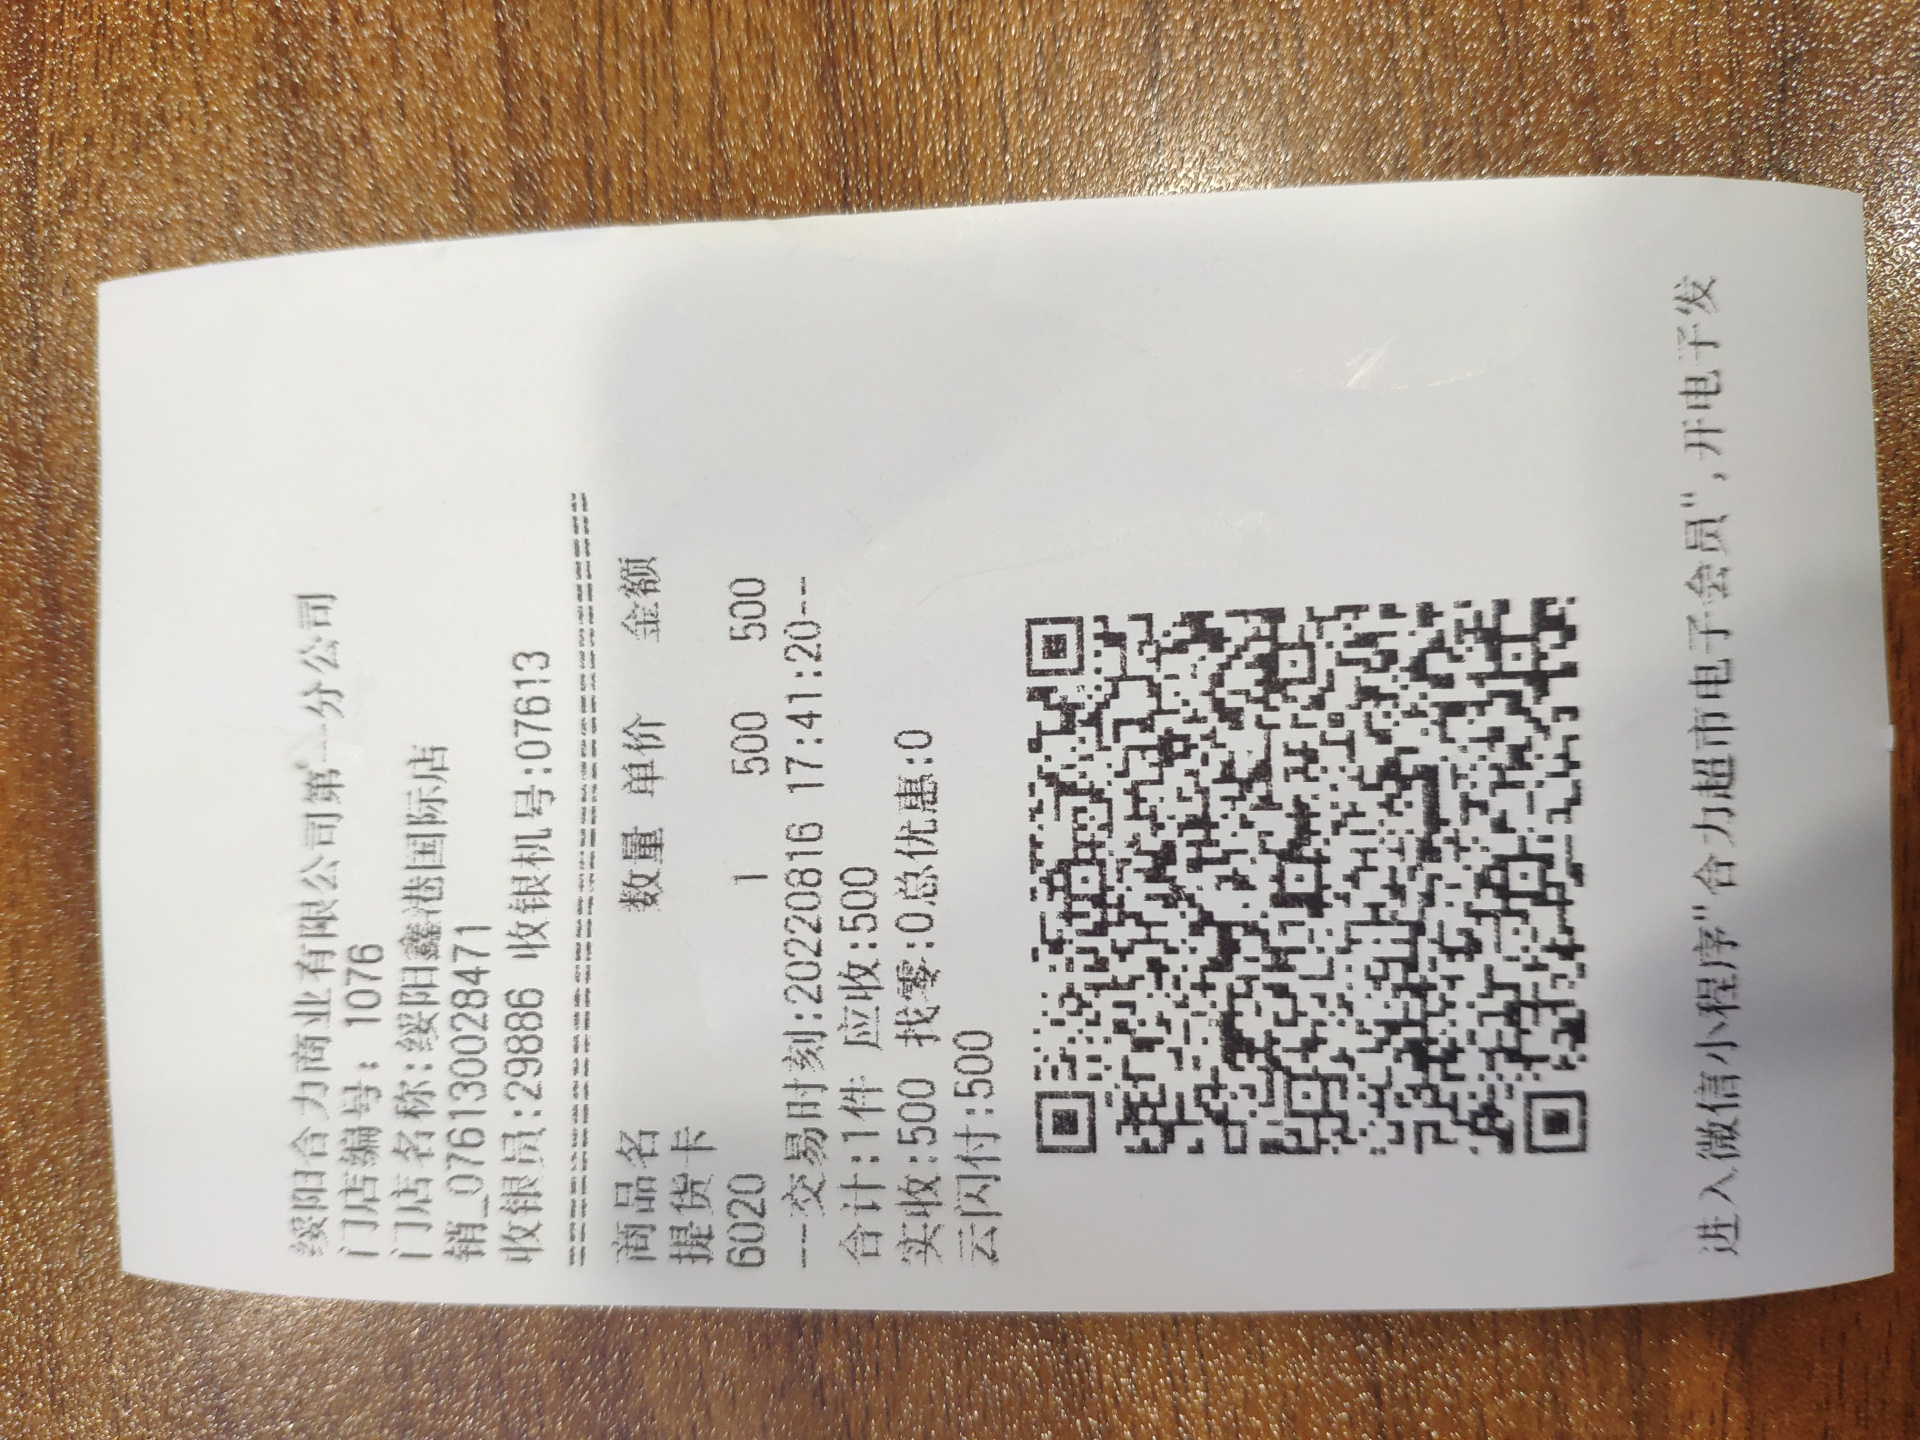 绥阳合力商业有限公司第一分公司
门店编号: 1076
门店名称:绥阳鑫港国际店
销_0761300028471
收银员:29886 收银机号:07613
商品名 数量 单价 金额
提货卡
6020 1 500 500
---交易时刻:20220816 17:41:20--
合计:1件 应收:500
实收:500 找零:0总优惠:0
云闪付:500
进入微信小程序"合力超市电子会员",开电子发